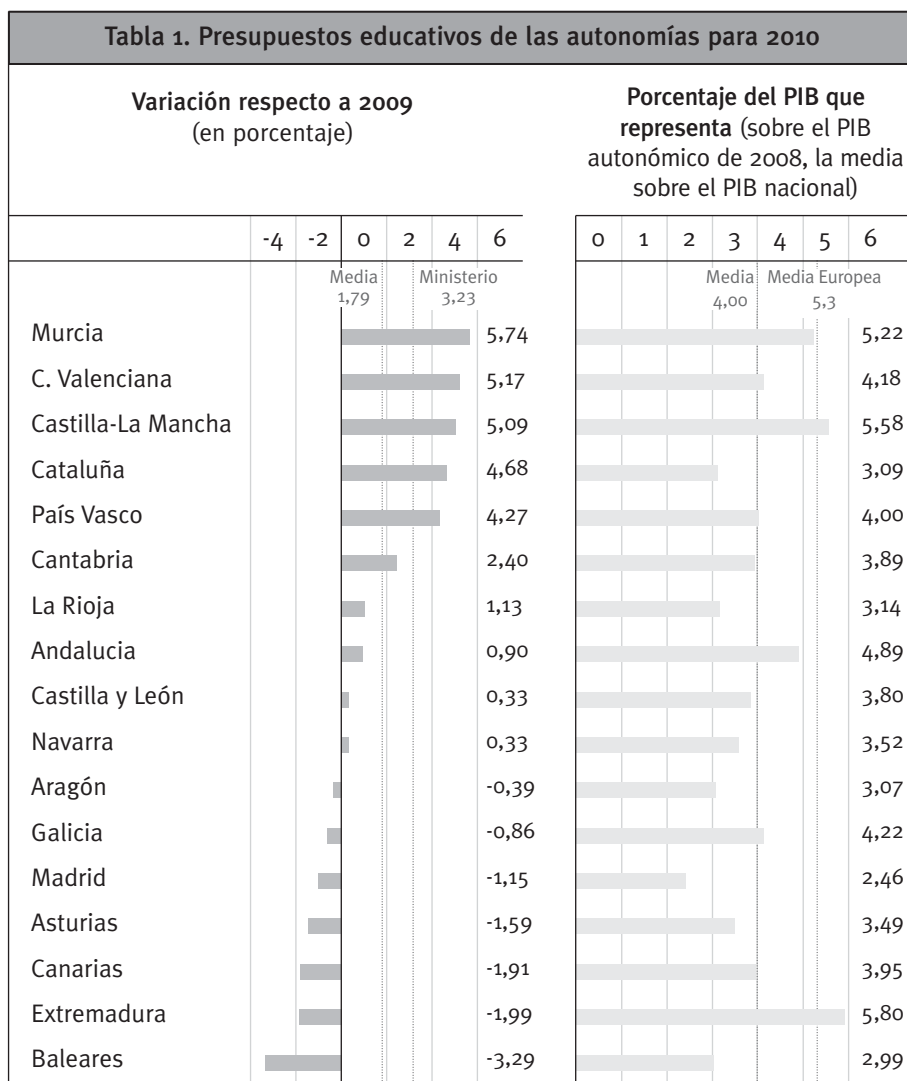 Tabla 1. Presupuestos educativos de las autonomías para 2010
Variación respecto a 2009
(en porcentaje)
Porcentaje del PIB que
representa (sobre el PIB
autonómico de 2008, la media
sobre el PIB nacional)
-4 -2 0 2 4 6 0 1 2 3 4 5 6
Media Ministerio Media Media Europea
1,79 3,23 4,00 5,3
Murcia 5,74 5,22
C. Valenciana 5,17 4,18
Castilla-La Mancha 5,09 5,58
Cataluña 4,68 3,09
País Vasco 4,27 4,00
Cantabria 2,40 3,89
La Rioja 1,13 3,14
Andalucia 0,90 4,89
Castilla y León 0,33 3,80
Navarra 0,33 3,52
Aragón -0,39 3,07
Galicia -0,86 4,22
Madrid -1,15 2,46
Asturias -1,59 3,49
Canarias -1,91 3,95
Extremadura -1,99 5,80
Baleares -3,29 2,99